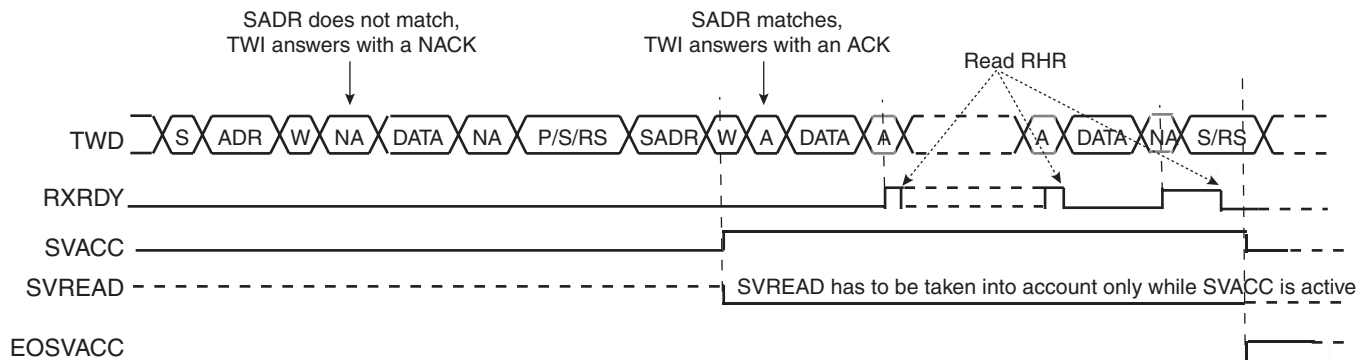 SADR does not match,
TWI answers with a NACK
SADR matches,
TWI answers with an ACK
Read RHR
TWD S ADR W NA DATA NA P/S/RS SADR W A DATA A A DATA NA S/RS
RXRDY
SVACC
SVREAD SVREAD has to be taken into account only while SVACC is active
EOSVACC